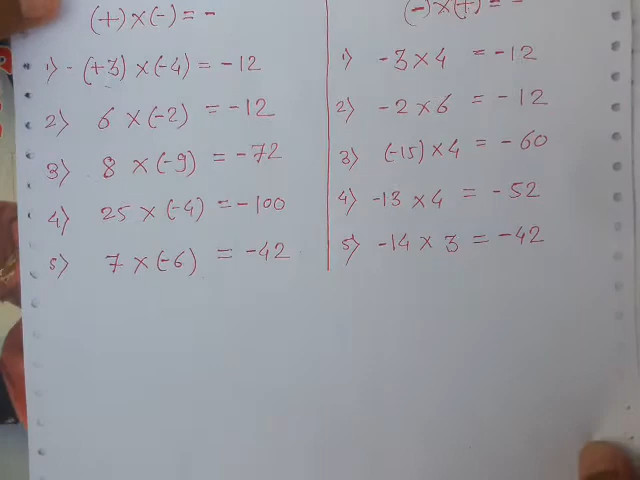 (+) × (-) = -
1) - (+3) × (-4) = -12
2) 6 × (-2) = -12
3) 8 × (-9) = -72
4) 25 × (-4) = -100
5) 7 × (-6) = -42
(-) × (+) = -
1) -3 × 4 = -12
2) -2 × 6 = -12
3) (-15) × 4 = -60
4) -13 × 4 = -52
5) -14 × 3 = -42